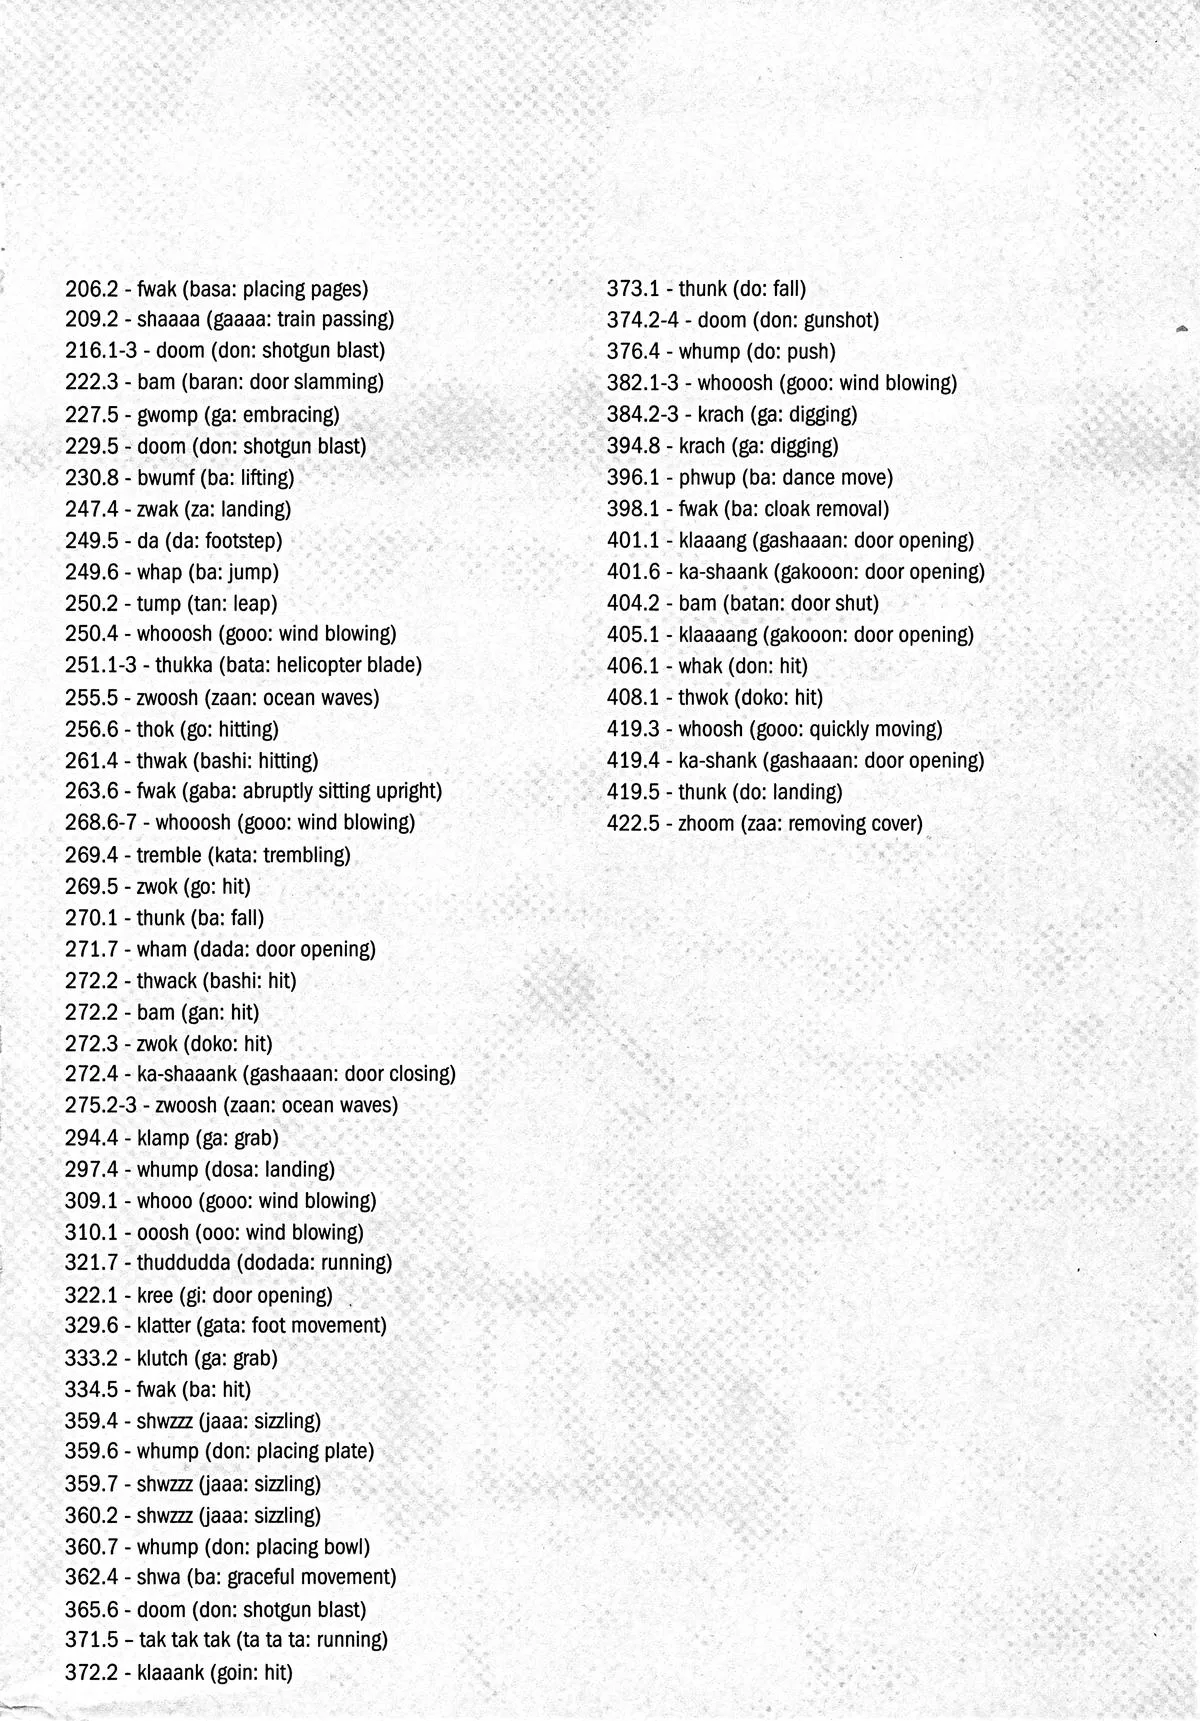 206.2 - fwak (basa: placing pages)
209.2 - shaaaa (gaaaa: train passing)
216.1-3 - doom (don: shotgun blast)
222.3 - bam (baran: door slamming)
227.5 - gwomp (ga: embracing)
229.5 - doom (don: shotgun blast)
230.8 - bwumf (ba: lifting)
247.4 - zwak (za: landing)
249.5 - da (da: footstep)
249.6 - whap (ba: jump)
250.2 - tump (tan: leap)
250.4 - whooosh (gooo: wind blowing)
251.1-3 - thukka (bata: helicopter blade)
255.5 - zwoosh (zaan: ocean waves)
256.6 - thok (go: hitting)
261.4 - thwak (bashi: hitting)
263.6 - fwak (gaba: abruptly sitting upright)
268.6-7 - whooosh (gooo: wind blowing)
269.4 - tremble (kata: trembling)
269.5 - zwok (go: hit)
270.1 - thunk (ba: fall)
271.7 - wham (dada: door opening)
272.2 - thwack (bashi: hit)
272.2 - bam (gan: hit)
272.3 - zwok (doko: hit)
272.4 - ka-shaaank (gashaaan: door closing)
275.2-3 - zwoosh (zaan: ocean waves)
294.4 - klamp (ga: grab)
297.4 - whump (dosa: landing)
309.1 - whooo (gooo: wind blowing)
310.1 - ooosh (ooo: wind blowing)
321.7 - thuddudda (dodada: running)
322.1 - kree (gi: door opening)
329.6 - klatter (gata: foot movement)
333.2 - klutch (ga: grab)
334.5 - fwak (ba: hit)
359.4 - shwzzz (jaaa: sizzling)
359.6 - whump (don: placing plate)
359.7 - shwzzz (jaaa: sizzling)
360.2 - shwzzz (jaaa: sizzling)
360.7 - whump (don: placing bowl)
362.4 - shwa (ba: graceful movement)
365.6 - doom (don: shotgun blast)
371.5 – tak tak tak (ta ta ta: running)
372.2 - klaaank (goin: hit)
373.1 - thunk (do: fall)
374.2-4 - doom (don: gunshot)
376.4 - whump (do: push)
382.1-3 - whooosh (gooo: wind blowing)
384.2-3 - krach (ga: digging)
394.8 - krach (ga: digging)
396.1 - phwup (ba: dance move)
398.1 - fwak (ba: cloak removal)
401.1 - klaaang (gashaaan: door opening)
401.6 - ka-shaank (gakooon: door opening)
404.2 - bam (batan: door shut)
405.1 - klaaaang (gakooon: door opening)
406.1 - whak (don: hit)
408.1 - thwok (doko: hit)
419.3 - whoosh (gooo: quickly moving)
419.4 - ka-shank (gashaaan: door opening)
419.5 - thunk (do: landing)
422.5 - zhoom (zaa: removing cover)